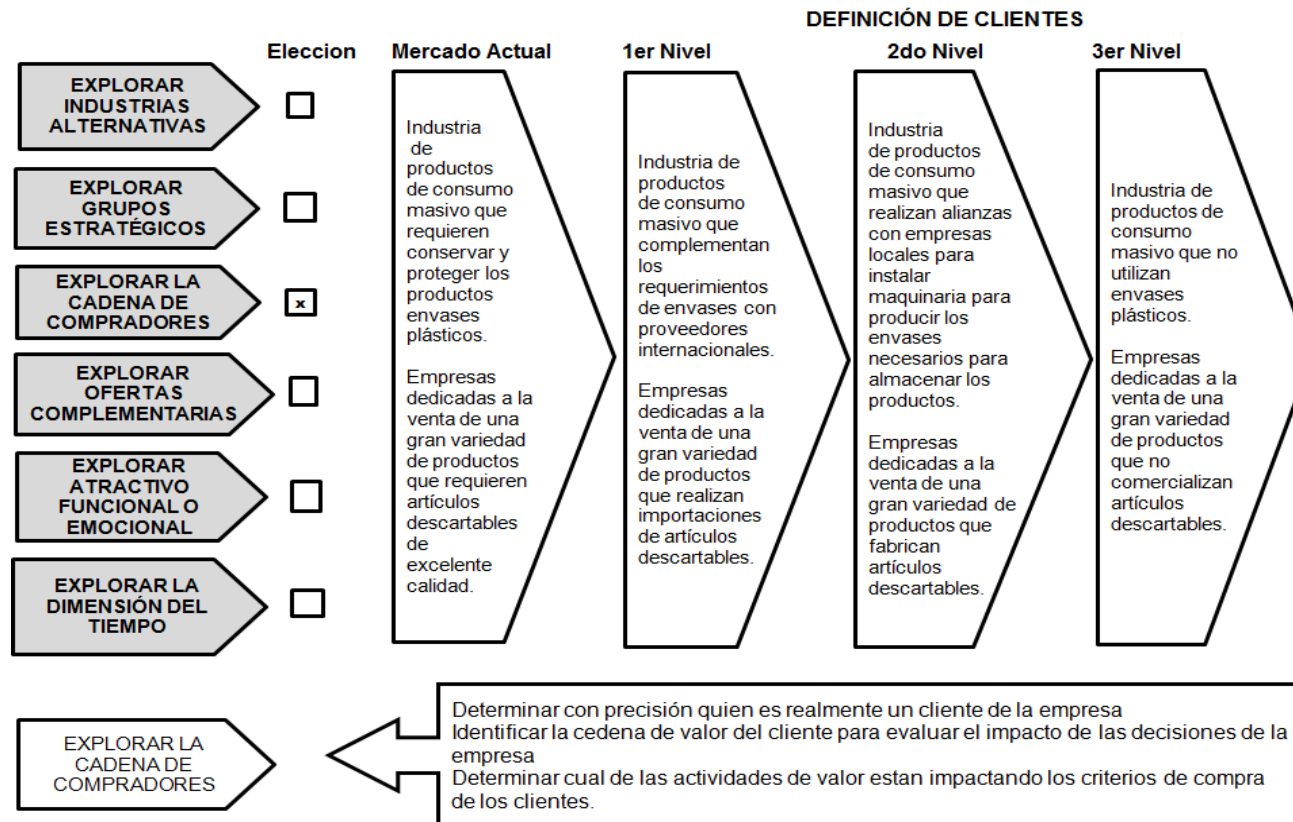 DEFINICIÓN DE CLIENTES
Eleccion
Mercado Actual
1er Nivel
2do Nivel
3er Nivel
EXPLORAR
INDUSTRIAS
ALTERNATIVAS
EXPLORAR
GRUPOS
ESTRATÉGICOS
EXPLORAR LA
CADENA DE
COMPRADORES
x
EXPLORAR
OFERTAS
COMPLEMENTARIAS
EXPLORAR
ATRACTIVO
FUNCIONAL O
EMOCIONAL
EXPLORAR LA
DIMENSIÓN DEL
TIEMPO
Industria
de
productos
de consumo
masivo que
requieren
conservar y
proteger los
productos
envases
plásticos.
Empresas
dedicadas a la
venta de una
gran variedad
de productos
que requieren
artículos
descartables
de
excelente
calidad.
Industria de
productos
de consumo
masivo que
complementan
los
requerimientos
de envases con
proveedores
internacionales.
Empresas
dedicadas a la
venta de una
gran variedad
de productos
que realizan
importaciones
de artículos
descartables.
Industria
de productos
de consumo
masivo que
realizan alianzas
con empresas
locales para
instalar
maquinaria para
producir los
envases
necesarios para
almacenar los
productos.
Empresas
dedicadas a la
venta de una
gran variedad de
productos que
fabrican
artículos
descartables.
Industria de
productos de
consumo
masivo que no
utilizan
envases
plásticos.
Empresas
dedicadas a la
venta de una
gran variedad
de productos
que no
comercializan
artículos
descartables.
EXPLORAR LA
CADENA DE
COMPRADORES
Determinar con precisión quien es realmente un cliente de la empresa
Identificar la cedena de valor del cliente para evaluar el impacto de las decisiones de la
empresa
Determinar cual de las actividades de valor estan impactando los criterios de compra
de los clientes.